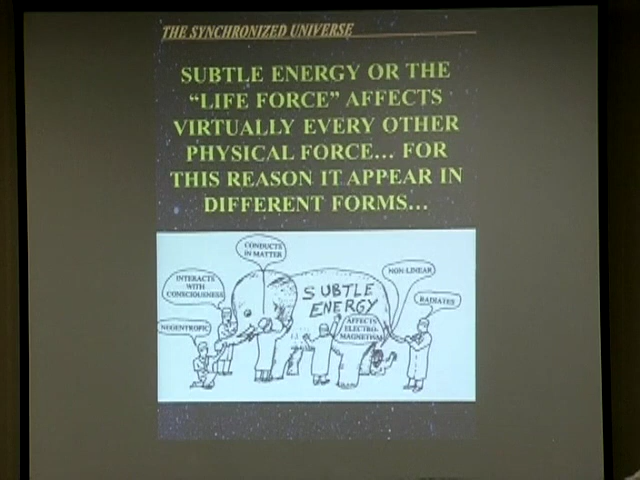 THE SYNCHRONIZED UNIVERSE
SUBTLE ENERGY OR THE
“LIFE FORCE” AFFECTS
VIRTUALLY EVERY OTHER
PHYSICAL FORCE... FOR
THIS REASON IT APPEAR IN
DIFFERENT FORMS...
CONDUCTS
IN MATTER
INTERACTS
WITH
CONSCIOUSNESS
NEGENTROPIC
SUBTLE
ENERGY
AFFECTS
ELECTRO-
MAGNETISM
NON-LINEAR
RADIATES